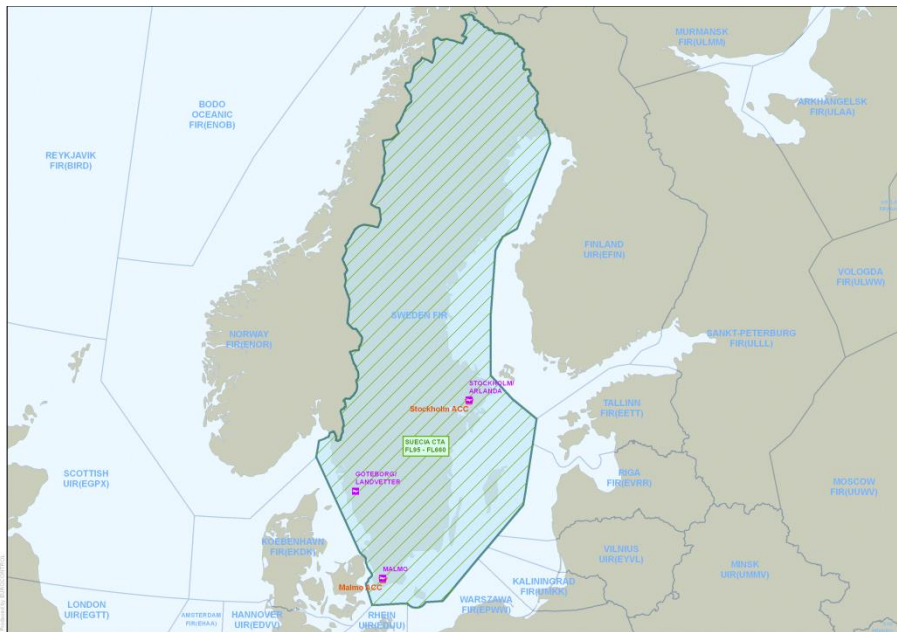 MURMANSK
FIR(ULMM)
BODO
OCEANIC
FIR(ENOB)
ARKHANGELSK
FIR(ULAA)
REYKJAVIK
FIR(BIRD)
FINLAND
UIR(EFIN)
VOLOGDA
FIR(ULWW)
SWEDEN FIR
NORWAY
FIR(ENOR)
SANKT-PETERBURG
FIR(ULLL)
STOCKHOLM/
ARLANDA
Stockholm ACC
TALLINN
FIR(EETT)
SUECIA CTA
FL95 - FL660
SCOTTISH
UIR(EGPX)
GOTEBORG/
LANDVETTER
RIGA
FIR(EVRR)
MOSCOW
FIR(UUWV)
KOEBENHAVN
FIR(EKDK)
VILNIUS
UIR(EYVL)
MINSK
UIR(UMMV)
MALMO
Malmo ACC
KALININGRAD
FIR(UMKK)
LONDON
UIR(EGTT)
AMSTERDAM
FIR(EHAA)
HANNOVER
UIR(EDVV)
RHEIN
UIR(EDUU)
WARSZAWA
FIR(EPWW)